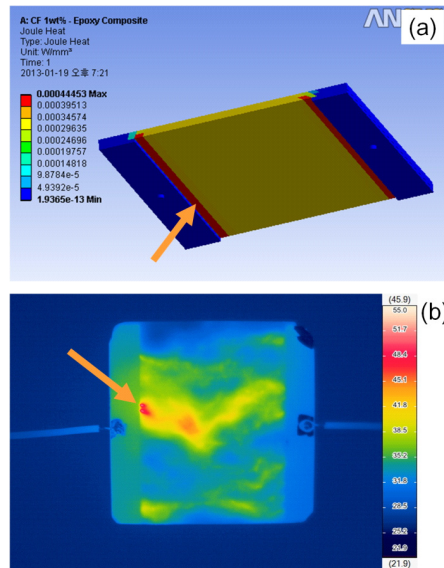 A: CF 1wt% - Epoxy Composite
Joule Heat
Type: Joule Heat
Unit: W/mm³
Time: 1
2013-01-19 오후 7:21
AN
(a)
0.00044453 Max
0.00039513
0.00034574
0.00029635
0.00024696
0.00019757
0.00014818
9.8784e-5
4.9392e-5
1.9365e-13 Min
(b)
(45.9)
55.0
51.7
48.4
45.1
41.8
38.5
35.2
31.8
28.5
25.2
21.9
(21.9)